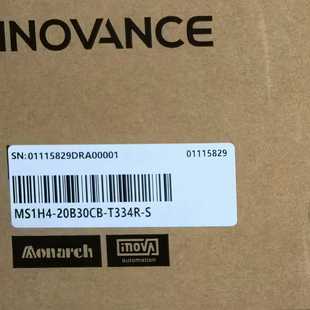 INOVANCE
SN:01115829DRA00001 01115829
MS1H4-20B30CB-T334R-S
Monarch inovA
automation